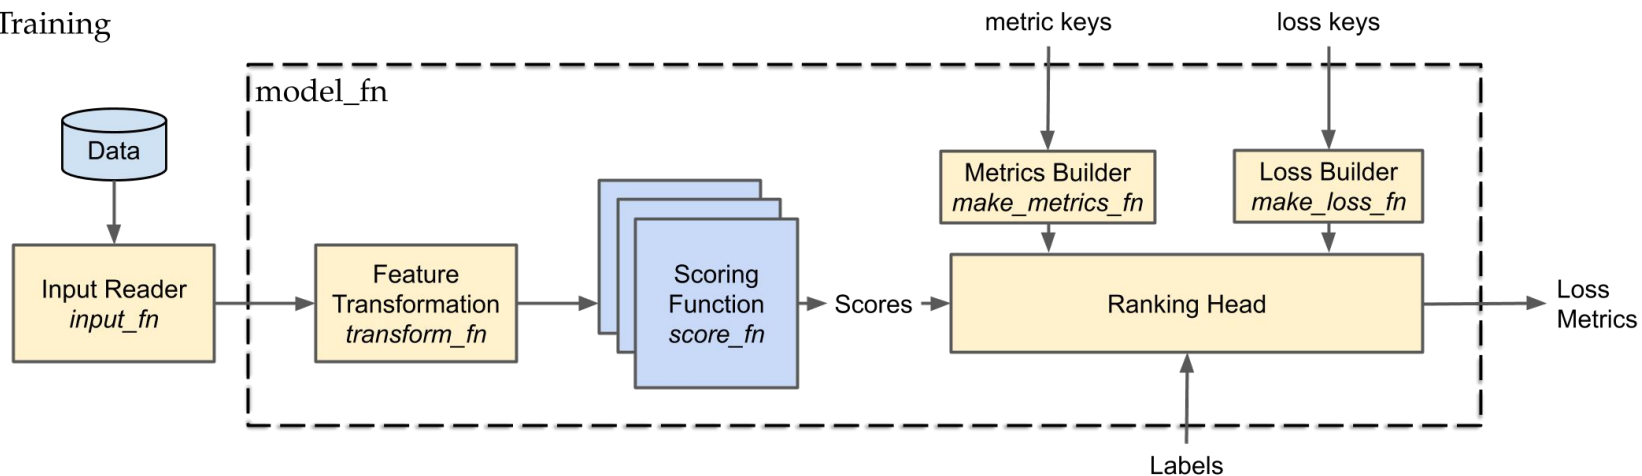 Training
metric keys
loss keys
model_fn
Data
Input Reader
input_fn
Feature
Transformation
transform_fn
Scoring
Function
score_fn
Scores
Metrics Builder
make_metrics_fn
Loss Builder
make_loss_fn
Ranking Head
Loss
Metrics
Labels